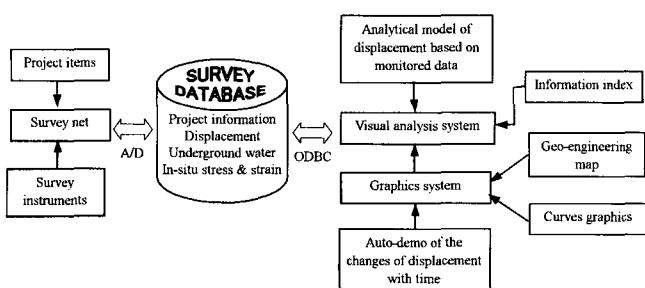 Project items
Survey net
Survey
instruments
A/D
SURVEY
DATABASE
Project information
Displacement
Underground water
In-situ stress & strain
ODBC
Analytical model of
displacement based on
monitored data
Visual analysis system
Graphics system
Auto-demo of the
changes of displacement
with time
Information index
Geo-engineering
map
Curves graphics